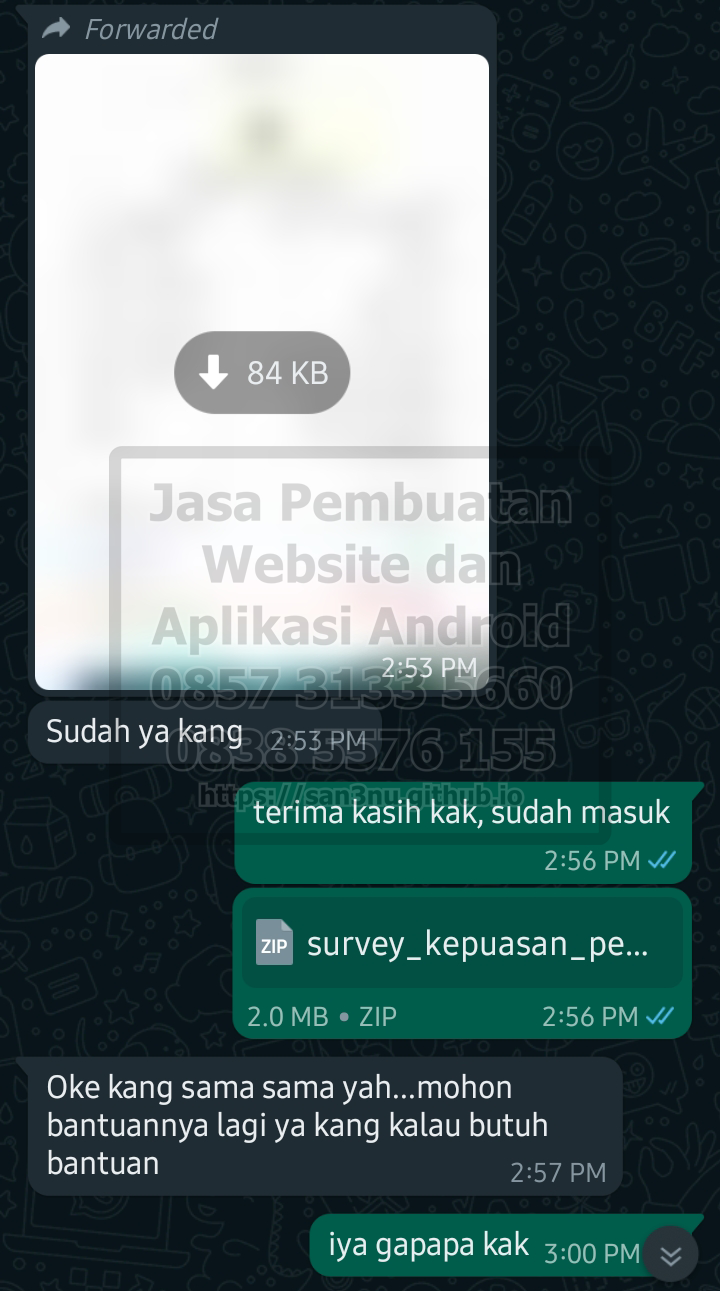 Forwarded
84 KB
2:53 PM
Jasa Pembuatan
Website dan
Aplikasi Android
0857 3133 5660
0838 3376 155
https://san3nu.github.io
Sudah ya kang 2:53 PM
terima kasih kak, sudah masuk
2:56 PM
ZIP survey_kepuasan_pe...
2.0 MB • ZIP 2:56 PM
Oke kang sama sama yah...mohon
bantuannya lagi ya kang kalau butuh
bantuan 2:57 PM
iya gapapa kak 3:00 PM